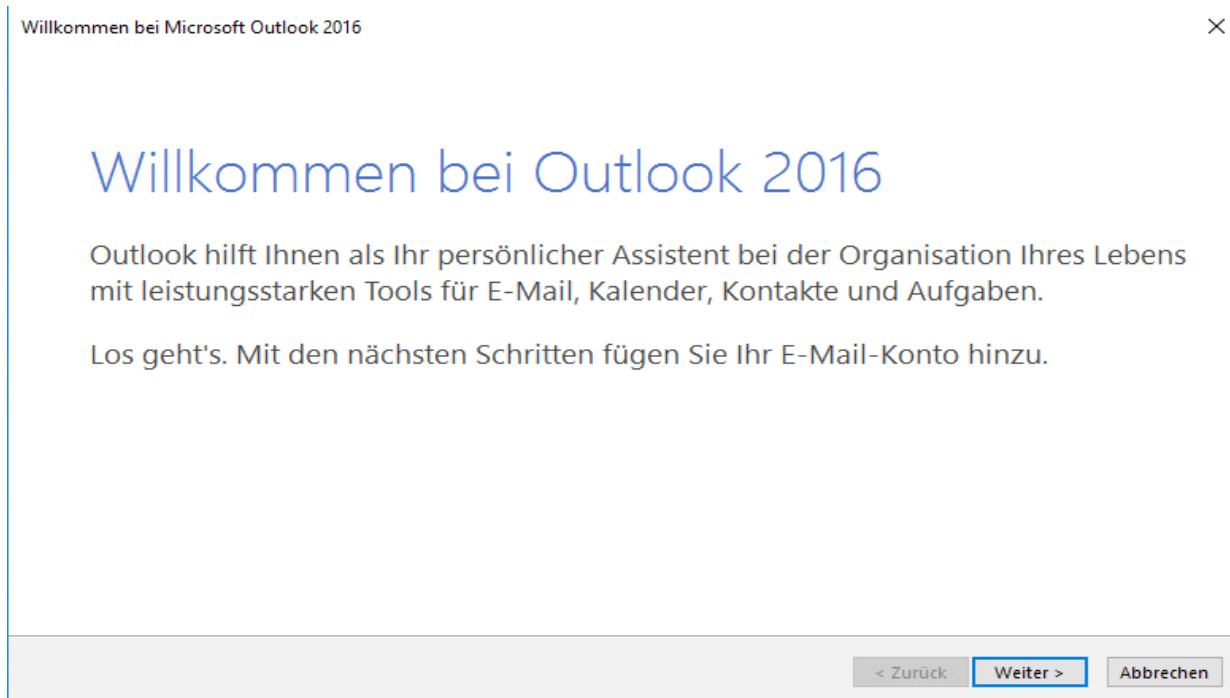 Willkommen bei Microsoft Outlook 2016
Willkommen bei Outlook 2016
Outlook hilft Ihnen als Ihr persönlicher Assistent bei der Organisation Ihres Lebens
mit leistungsstarken Tools für E-Mail, Kalender, Kontakte und Aufgaben.
Los geht's. Mit den nächsten Schritten fügen Sie Ihr E-Mail-Konto hinzu.
< Zurück Weiter > Abbrechen